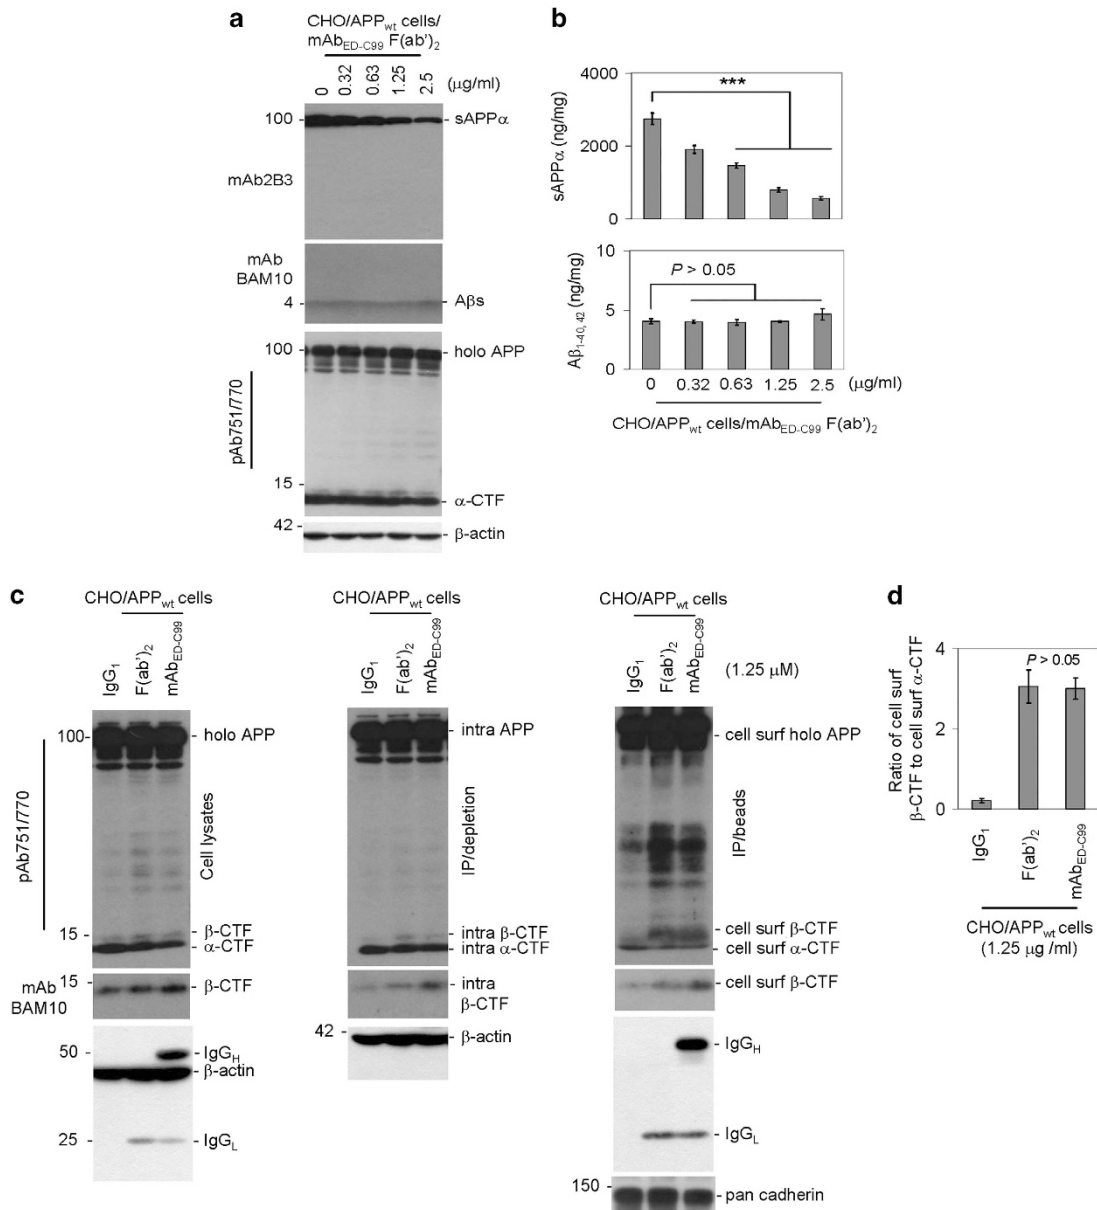 a
CHO/APPwt cells/
mAbED-C99 F(ab')2
0 0.32 0.63 1.25 2.5 (μg/ml)
100 - sAPPα
mAb2B3
mAb
BAM10
4 - Aβs
100 - holo APP
pAb751/770
15
- α-CTF
42 -
- β-actin
b
4000
***
2000
0
sAPPα (ng/mg)
10
P > 0.05
5
0
Aβ1-40, 42 (ng/mg)
0 0.32 0.63 1.25 2.5 (μg/ml)
CHO/APPwt cells/mAbED-C99 F(ab')2
c
CHO/APPwt cells
IgG1 F(ab')2 mAbED-C99
100 - holo APP
pAb751/770
Cell lysates
15 - β-CTF
- α-CTF
mAb
BAM10
15 - β-CTF
50 - IgGH
- β-actin
25 - IgGL
CHO/APPwt cells
IgG1 F(ab')2 mAbED-C99
- intra APP
IP/depletion
- intra β-CTF
- intra α-CTF
- intra
β-CTF
42 - β-actin
CHO/APPwt cells
IgG1 F(ab')2 mAbED-C99 (1.25 μM)
- cell surf holo APP
IP/beads
- cell surf β-CTF
- cell surf α-CTF
- cell surf β-CTF
- IgGH
- IgGL
150 -
- pan cadherin
d
Ratio of cell surf
β-CTF to cell surf α-CTF
4
P > 0.05
2
0
IgG1 F(ab')2 mAbED-C99
CHO/APPwt cells
(1.25 μg /ml)